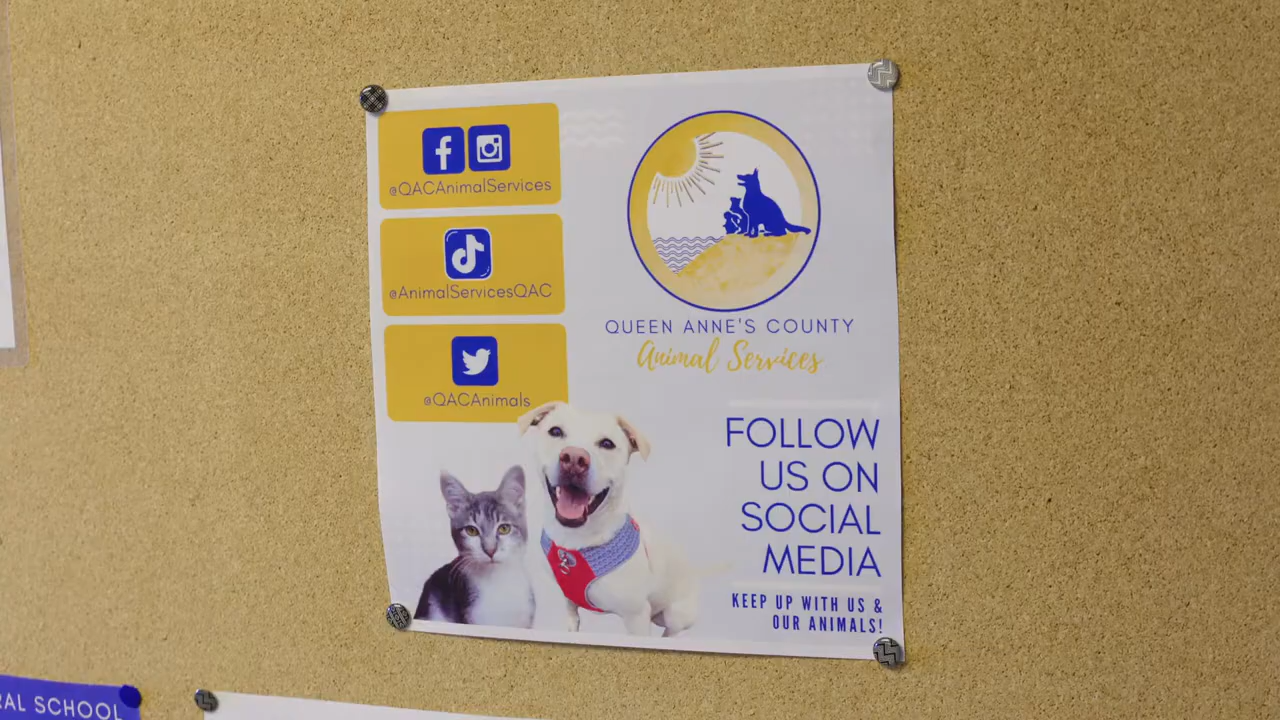 @QACAnimalServices
@AnimalServicesQAC
@QACAnimals
QUEEN ANNE'S COUNTY
Animal Services
FOLLOW
US ON
SOCIAL
MEDIA
KEEP UP WITH US &
OUR ANIMALS!
SCHOOL